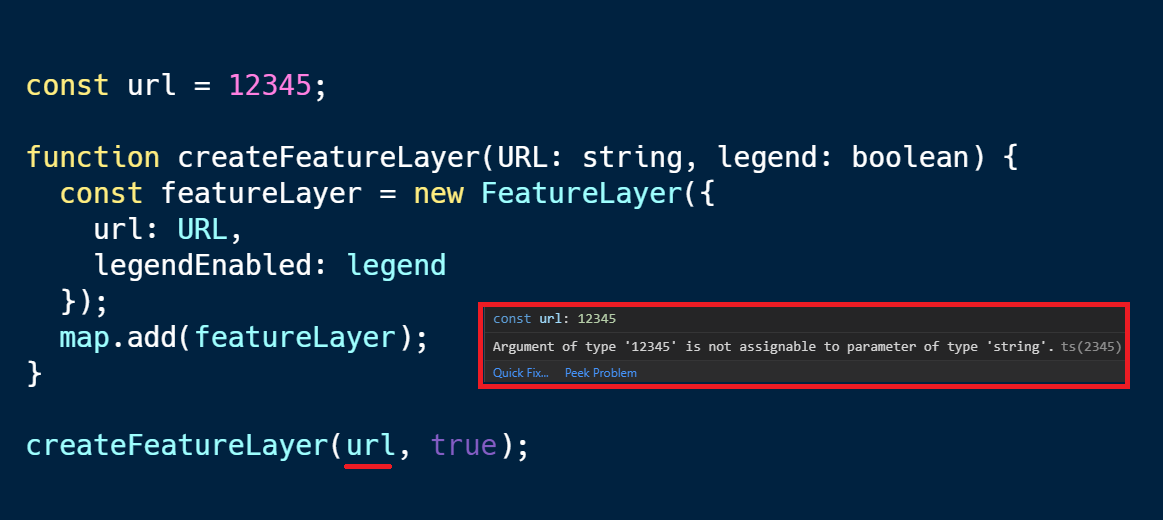 const url = 12345;
function createFeatureLayer(URL: string, legend: boolean) {
const featureLayer = new FeatureLayer({
url: URL,
legendEnabled: legend
});
map.add(featureLayer);
}
const url: 12345
Argument of type '12345' is not assignable to parameter of type 'string'. ts(2345)
Quick Fix... Peek Problem
createFeatureLayer(url, true);